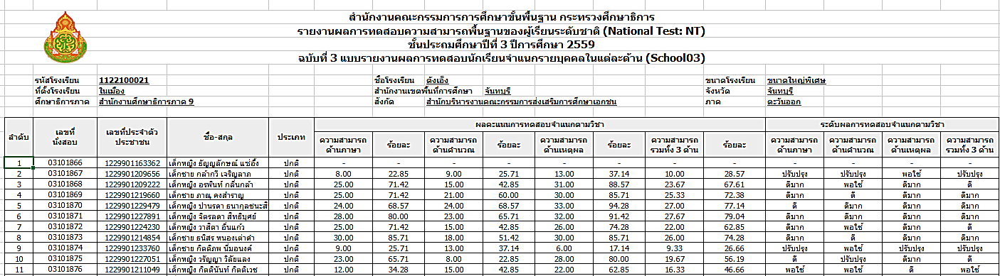 สำนักงานคณะกรรมการการศึกษาขั้นพื้นฐาน กระทรวงศึกษาธิการ
รายงานผลการทดสอบความสามารถพื้นฐานของผู้เรียนระดับชาติ (National Test: NT)
ชั้นประถมศึกษาปีที่ 3 ปีการศึกษา 2559
ฉบับที่ 3 แบบรายงานผลการทดสอบนักเรียนจำแนกรายบุคคลในแต่ละด้าน (School03)
รหัสโรงเรียน 1122100021 ชื่อโรงเรียน ตังเอ็ง ขนาดโรงเรียน ขนาดใหญ่พิเศษ
ที่ตั้งโรงเรียน ในเมือง สำนักงานเขตพื้นที่การศึกษา จันทบุรี จังหวัด จันทบุรี
ศึกษาธิการภาค สำนักงานศึกษาธิการภาค 9 สังกัด สำนักบริหารงานคณะกรรมการส่งเสริมการศึกษาเอกชน ภาค ตะวันออก
ลำดับ เลขที่นั่งสอบ เลขที่ประจำตัวประชาชน ชื่อ-สกุล ประเภท ผลคะแนนการทดสอบจำแนกตามวิชา ระดับผลการทดสอบจำแนกตามวิชา
ความสามารถด้านภาษา ร้อยละ ความสามารถด้านคำนวณ ร้อยละ ความสามารถด้านเหตุผล ร้อยละ ความสามารถรวมทั้ง 3 ด้าน ร้อยละ ความสามารถด้านภาษา ความสามารถด้านคำนวณ ความสามารถด้านเหตุผล ความสามารถรวมทั้ง 3 ด้าน
1 03101866 1229901163362 เด็กหญิง ธัญญลักษณ์ แซ่อึ้ง ปกติ - - - - - - - - - - - -
2 03101867 1229901209656 เด็กชาย กล้ากวี เจริญลาภ ปกติ 8.00 22.85 9.00 25.71 13.00 37.14 10.00 28.57 ปรับปรุง ปรับปรุง พอใช้ ปรับปรุง
3 03101868 1229901209222 เด็กหญิง อรพินท์ กลิ่นกล้า ปกติ 25.00 71.42 15.00 42.85 31.00 88.57 23.67 67.61 ดีมาก พอใช้ ดีมาก ดี
4 03101869 1229901219660 เด็กชาย ภาณุ คงสำราญ ปกติ 25.00 71.42 21.00 60.00 30.00 85.71 25.33 72.38 ดีมาก ดี ดีมาก ดีมาก
5 03101870 1229901229479 เด็กหญิง ปานรดา ธนากุลชนะสิ ปกติ 24.00 68.57 24.00 68.57 33.00 94.28 27.00 77.14 ดี ดีมาก ดีมาก ดีมาก
6 03101871 1229901227891 เด็กหญิง จิตรลดา สิทธิบุศย์ ปกติ 28.00 80.00 23.00 65.71 32.00 91.42 27.67 79.04 ดีมาก ดีมาก ดีมาก ดีมาก
7 03101872 1229901224230 เด็กหญิง วาสิตา อิ่นแก้ว ปกติ 25.00 71.42 15.00 42.85 26.00 74.28 22.00 62.85 ดีมาก พอใช้ ดีมาก ดี
8 03101873 1229901214854 เด็กชาย ธนิสร หนองเต่าดำ ปกติ 30.00 85.71 18.00 51.42 30.00 85.71 26.00 74.28 ดีมาก ดี ดีมาก ดีมาก
9 03101874 1229901233760 เด็กชาย กิตติภพ นิ่มอนงค์ ปกติ 9.00 25.71 13.00 37.14 6.00 17.14 9.33 26.66 ปรับปรุง พอใช้ ปรับปรุง ปรับปรุง
10 03101875 1229901227051 เด็กหญิง วรัญญา วิลัยแลง ปกติ 23.00 65.71 8.00 22.85 28.00 80.00 19.67 56.19 ดี ปรับปรุง ดีมาก ดี
11 03101876 1229901211049 เด็กหญิง กิตตินันท์ กิตติเวช ปกติ 12.00 34.28 15.00 42.85 22.00 62.85 16.33 46.66 พอใช้ พอใช้ ดี พอใช้